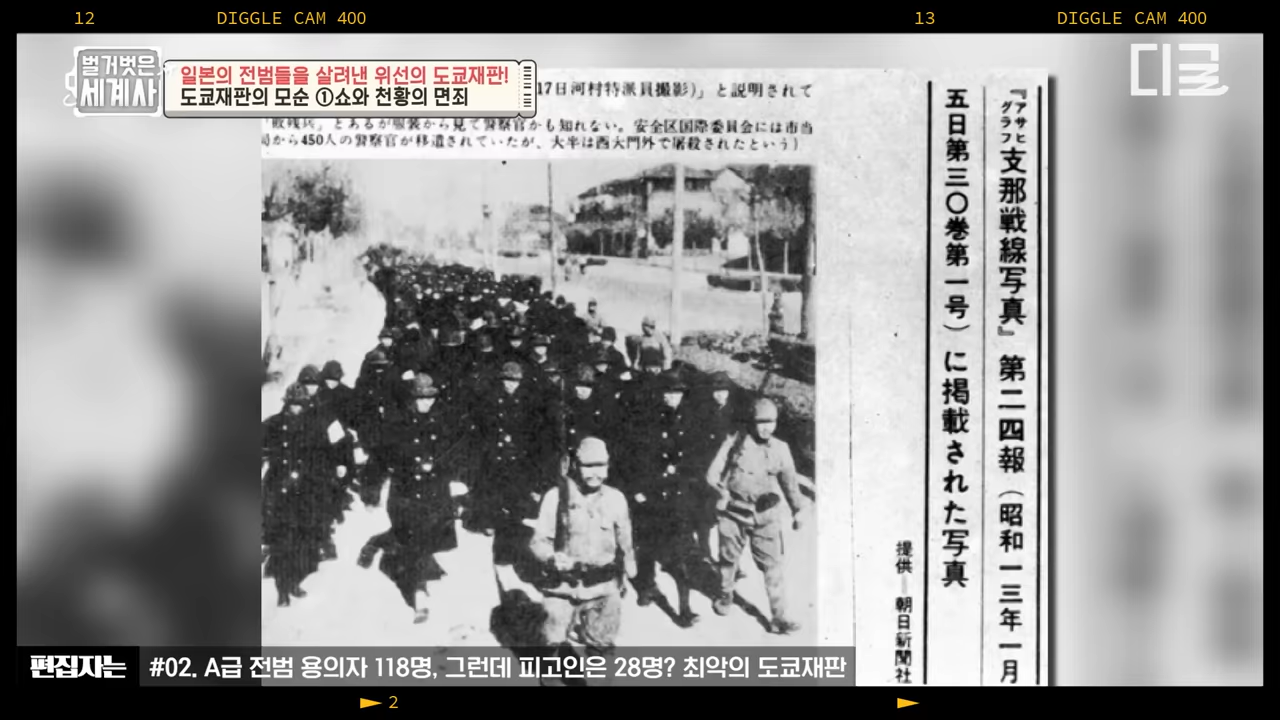 12 DIGGLE CAM 400 13 DIGGLE CAM 400
벌거벗은
세계사
일본의 전범들을 살려낸 위선의 도쿄재판!
도쿄재판의 모순 ①쇼와 천황의 면죄
디글
17日河村特派員撮影)」と説明されて
「敗残兵」とあるが服装から見て警察官かも知れない。安全区国際委員会には市当
局から450人の警察官が移遣されていたが、大半は西大門外で屠殺されたという)
『アサヒグラフ支那戦線写真』第二四報(昭和一三年一月
五日第三〇巻第一号)に掲載された写真
提供 朝日新聞社
편집자는
#02. A급 전범 용의자 118명, 그런데 피고인은 28명? 최악의 도쿄재판
2